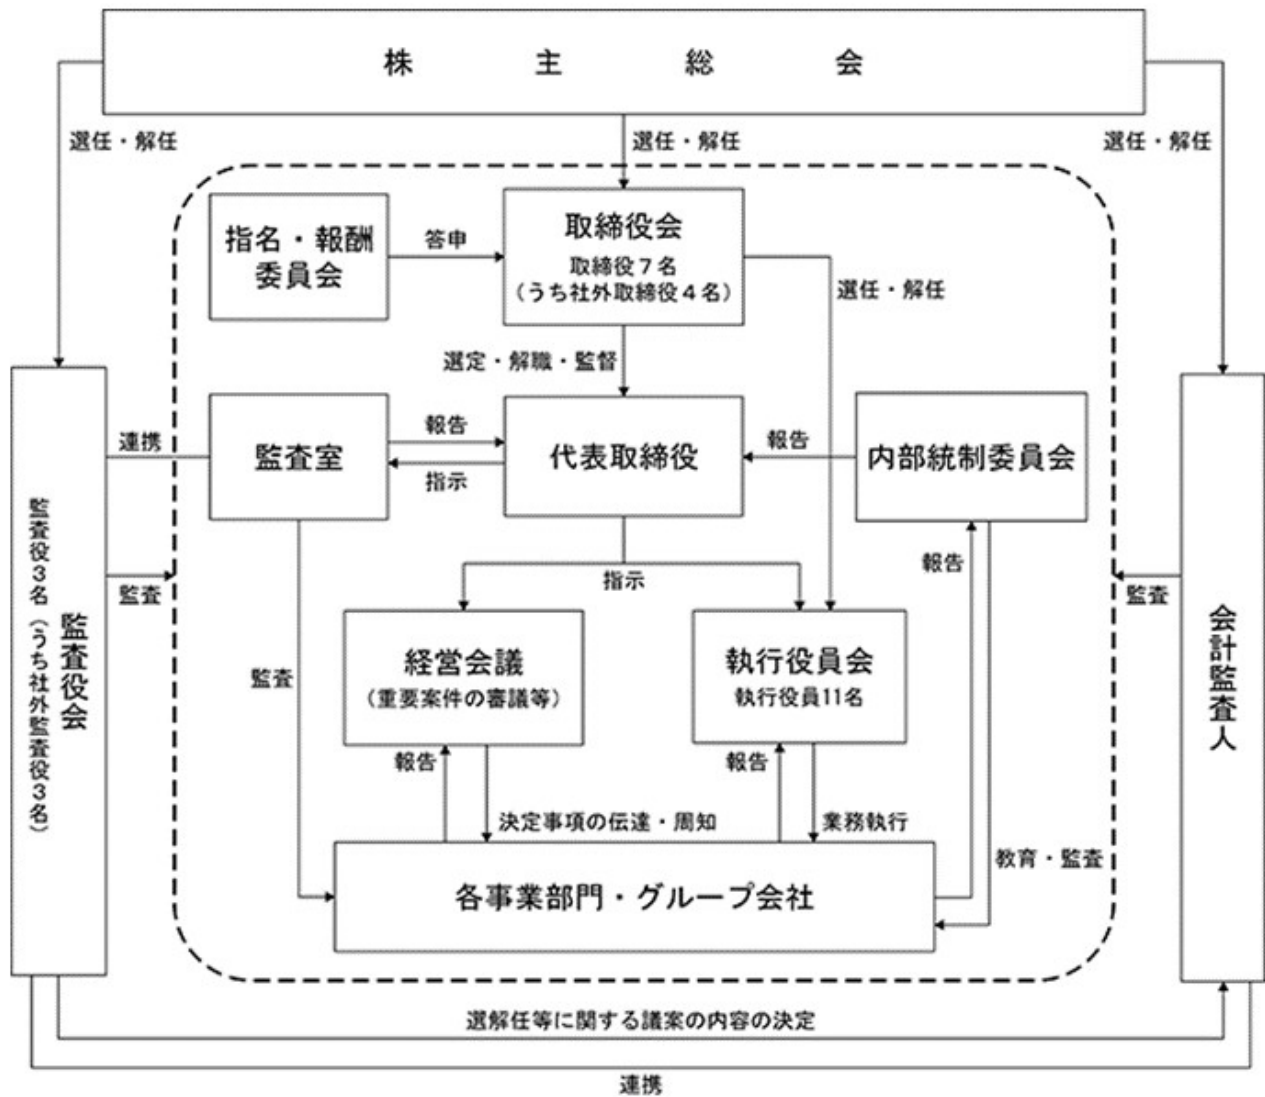 株主総会
選任・解任
選任・解任
選任・解任
指名・報酬
委員会
答申
取締役会
取締役7名
（うち社外取締役4名）
選任・解任
選定・解職・監督
連携
監査室
報告
指示
代表取締役
報告
内部統制委員会
監査役会
監査役3名（うち社外監査役3名）
監査
指示
報告
監査
会計監査人
監査
経営会議
（重要案件の審議等）
執行役員会
執行役員11名
報告
決定事項の伝達・周知
報告
業務執行
教育・監査
各事業部門・グループ会社
選解任等に関する議案の内容の決定
連携